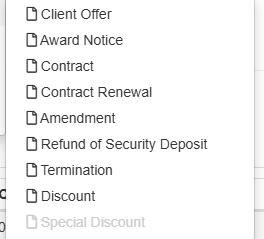 Client Offer
Award Notice
Contract
Contract Renewal
Amendment
Refund of Security Deposit
Termination
Discount
Special Discount